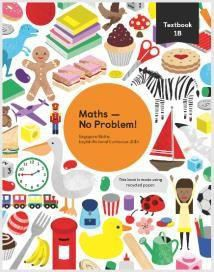 Textbook
1B
Maths —
No Problem!
Singapore Maths
English National Curriculum 2014
This book is made using
recycled paper.